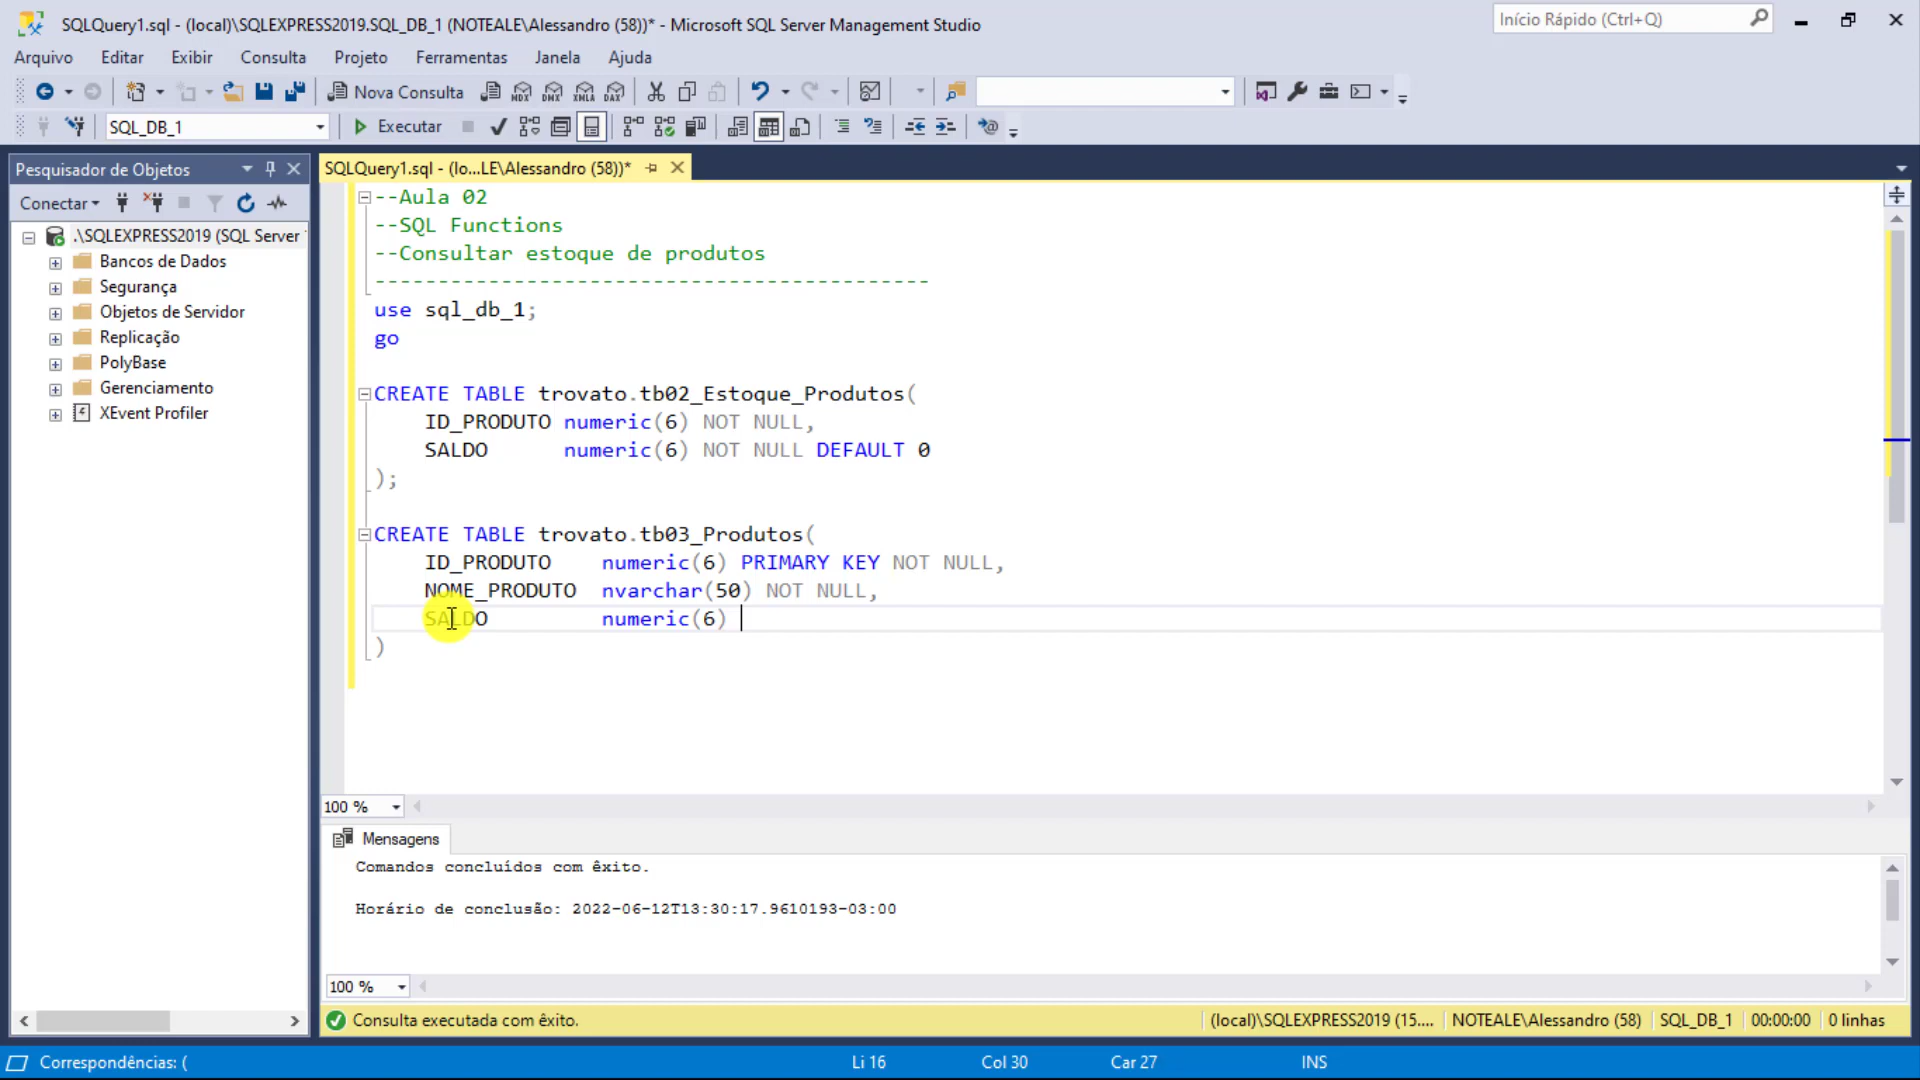 SQLQuery1.sql - (local)\SQLEXPRESS2019.SQL_DB_1 (NOTEALE\Alessandro (58))* - Microsoft SQL Server Management Studio
Início Rápido (Ctrl+Q)
Arquivo Editar Exibir Consulta Projeto Ferramentas Janela Ajuda
Nova Consulta MDX DMX XMLA DAX
SQL_DB_1 Executar
Pesquisador de Objetos
Conectar
.\SQLEXPRESS2019 (SQL Server
Bancos de Dados
Segurança
Objetos de Servidor
Replicação
PolyBase
Gerenciamento
XEvent Profiler
SQLQuery1.sql - (lo...LE\Alessandro (58))*
--Aula 02
--SQL Functions
--Consultar estoque de produtos
--------------------------------------------
use sql_db_1;
go
CREATE TABLE trovato.tb02_Estoque_Produtos(
ID_PRODUTO numeric(6) NOT NULL,
SALDO numeric(6) NOT NULL DEFAULT 0
);
CREATE TABLE trovato.tb03_Produtos(
ID_PRODUTO numeric(6) PRIMARY KEY NOT NULL,
NOME_PRODUTO nvarchar(50) NOT NULL,
SALDO numeric(6)
)
100 %
Mensagens
Comandos concluídos com êxito.
Horário de conclusão: 2022-06-12T13:30:17.9610193-03:00
100 %
Consulta executada com êxito.
(local)\SQLEXPRESS2019 (15.... NOTEALE\Alessandro (58) SQL_DB_1 00:00:00 0 linhas
Correspondências: ( Li 16 Col 30 Car 27 INS